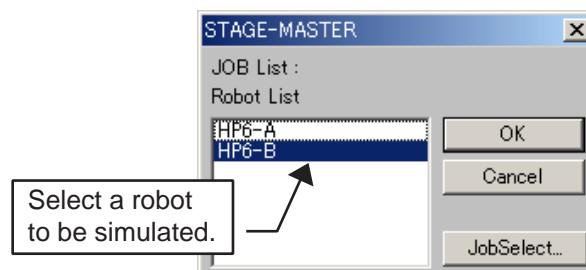 STAGE-MASTER
JOB List :
Robot List
HP6-A
HP6-B
OK
Cancel
JobSelect...
Select a robot
to be simulated.